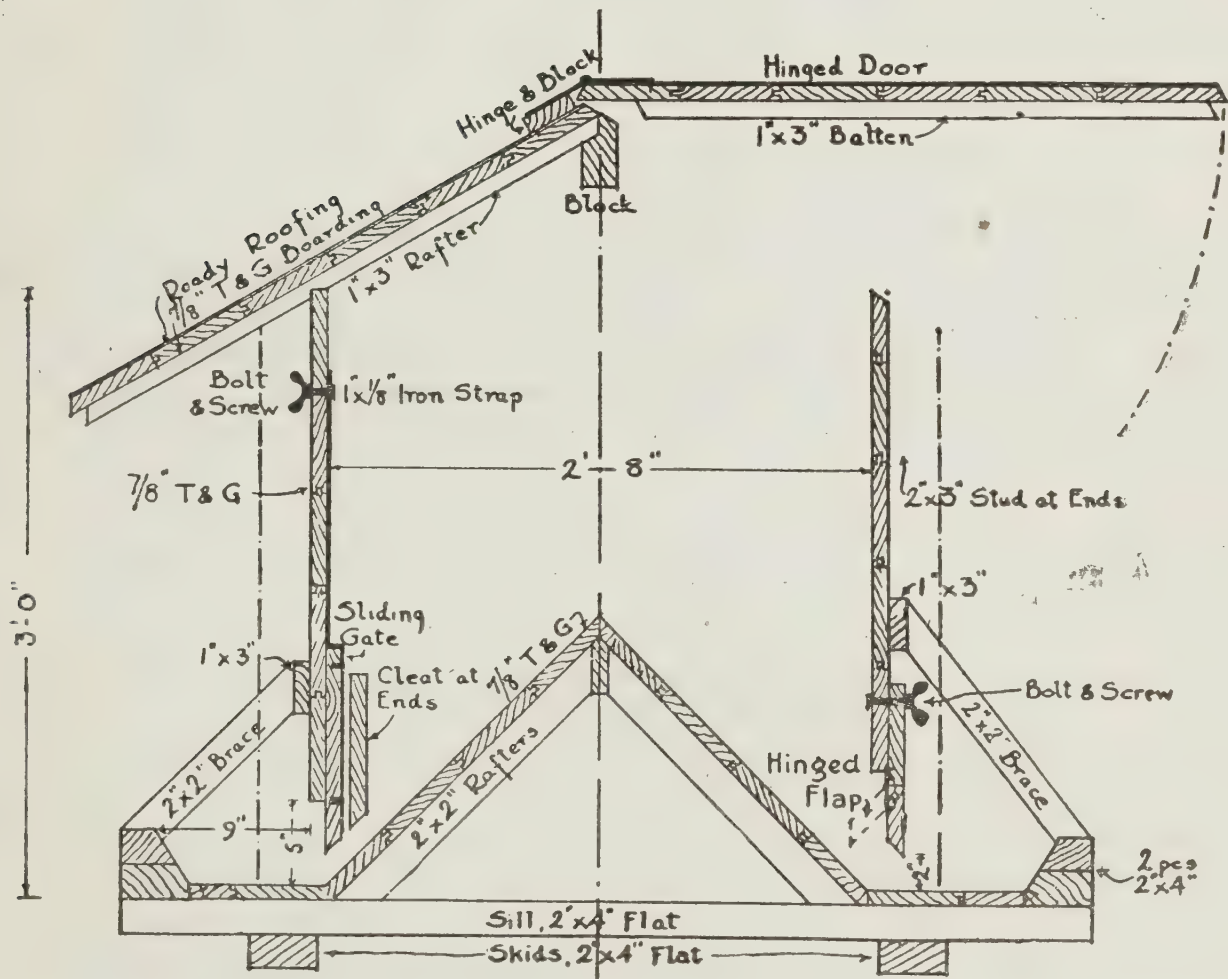 Hinged Door
Hinge & Block
1"x3" Batten
Block
Ready Roofing
7/8" T & G Boarding
1"x3" Rafter
Bolt
& Screw
1"x1/8" Iron Strap
2'-8"
7/8" T & G
2"x3" Stud at Ends
3'-0"
1"x3"
Sliding
Gate
1"x3"
Cleat at
Ends
7/8" T & G
Bolt & Screw
2"x2" Brace
2"x2" Rafters
Hinged
Flap
2"x2" Brace
9"
5"
2"
2 pcs
2"x4"
Sill, 2"x4" Flat
Skids, 2"x4" Flat